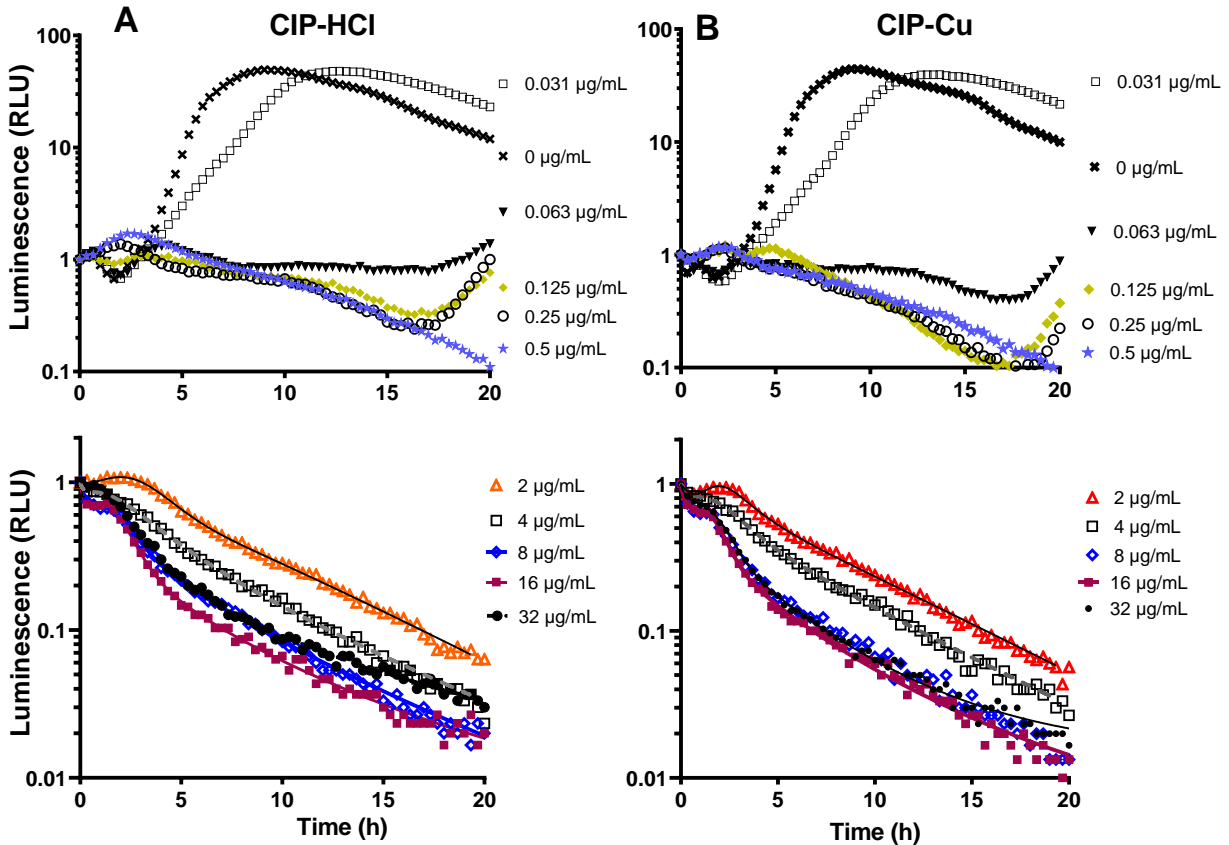 A CIP-HCl
B CIP-Cu
Luminescence (RLU)
100
10
1
0.1
0 5 10 15 20
0.031 µg/mL
0 µg/mL
0.063 µg/mL
0.125 µg/mL
0.25 µg/mL
0.5 µg/mL
100
10
1
0.1
0 5 10 15 20
0.031 µg/mL
0 µg/mL
0.063 µg/mL
0.125 µg/mL
0.25 µg/mL
0.5 µg/mL
Luminescence (RLU)
1
0.1
0.01
0 5 10 15 20
Time (h)
2 µg/mL
4 µg/mL
8 µg/mL
16 µg/mL
32 µg/mL
1
0.1
0.01
0 5 10 15 20
Time (h)
2 µg/mL
4 µg/mL
8 µg/mL
16 µg/mL
32 µg/mL